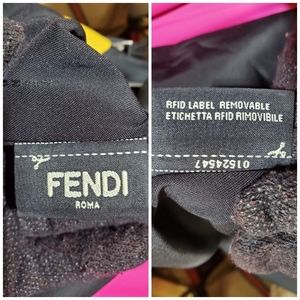 FENDI
ROMA
RFID LABEL REMOVABLE
ETICHETTA RFID RIMOVIBILE
01524547